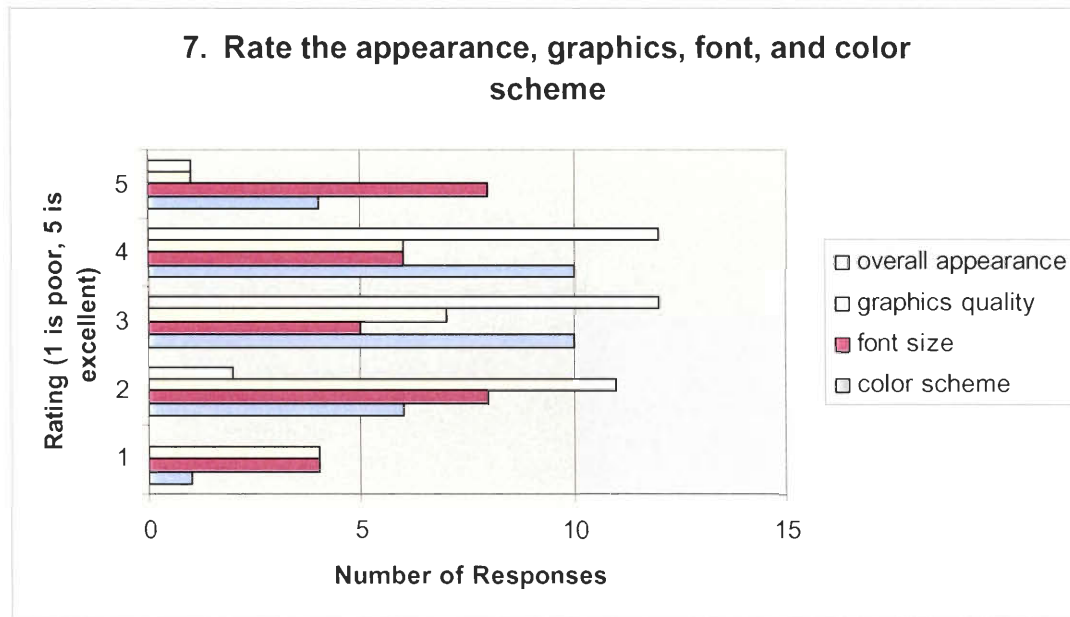 7. Rate the appearance, graphics, font, and color
scheme
Rating (1 is poor, 5 is
excellent)
5
4
3
2
1
0 5 10 15
Number of Responses
overall appearance
graphics quality
font size
color scheme